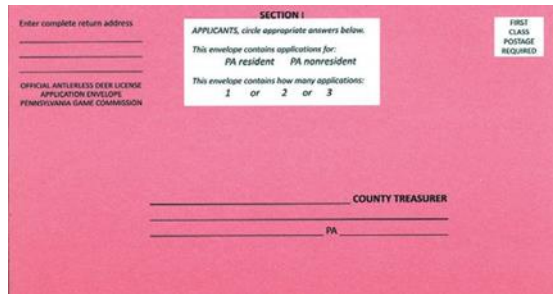 Enter complete return address
OFFICIAL ANTLERLESS DEER LICENSE
APPLICATION ENVELOPE
PENNSYLVANIA GAME COMMISSION
SECTION I
APPLICANTS, circle appropriate answers below.
This envelope contains applications for:
PA resident PA nonresident
This envelope contains how many applications:
1 or 2 or 3
FIRST
CLASS
POSTAGE
REQUIRED
COUNTY TREASURER
PA